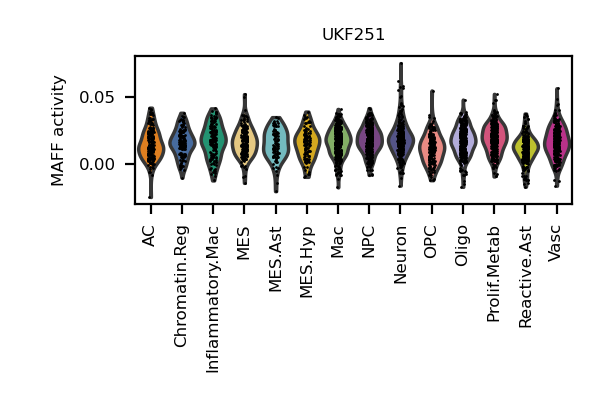 UKF251
MAFF activity
0.05
0.00
AC
Chromatin.Reg
Inflammatory.Mac
MES
MES.Ast
MES.Hyp
Mac
NPC
Neuron
OPC
Oligo
Prolif.Metab
Reactive.Ast
Vasc